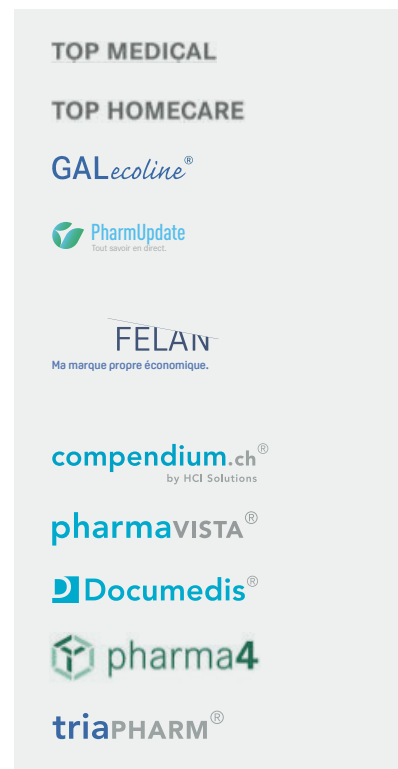 TOP MEDICAL
TOP HOMECARE
GALecoline®
PharmUpdate
Tout savoir en direct.
FELAN
Ma marque propre économique.
compendium.ch®
by HCI Solutions
pharmaVISTA®
Documedis®
pharma4
triaPHARM®